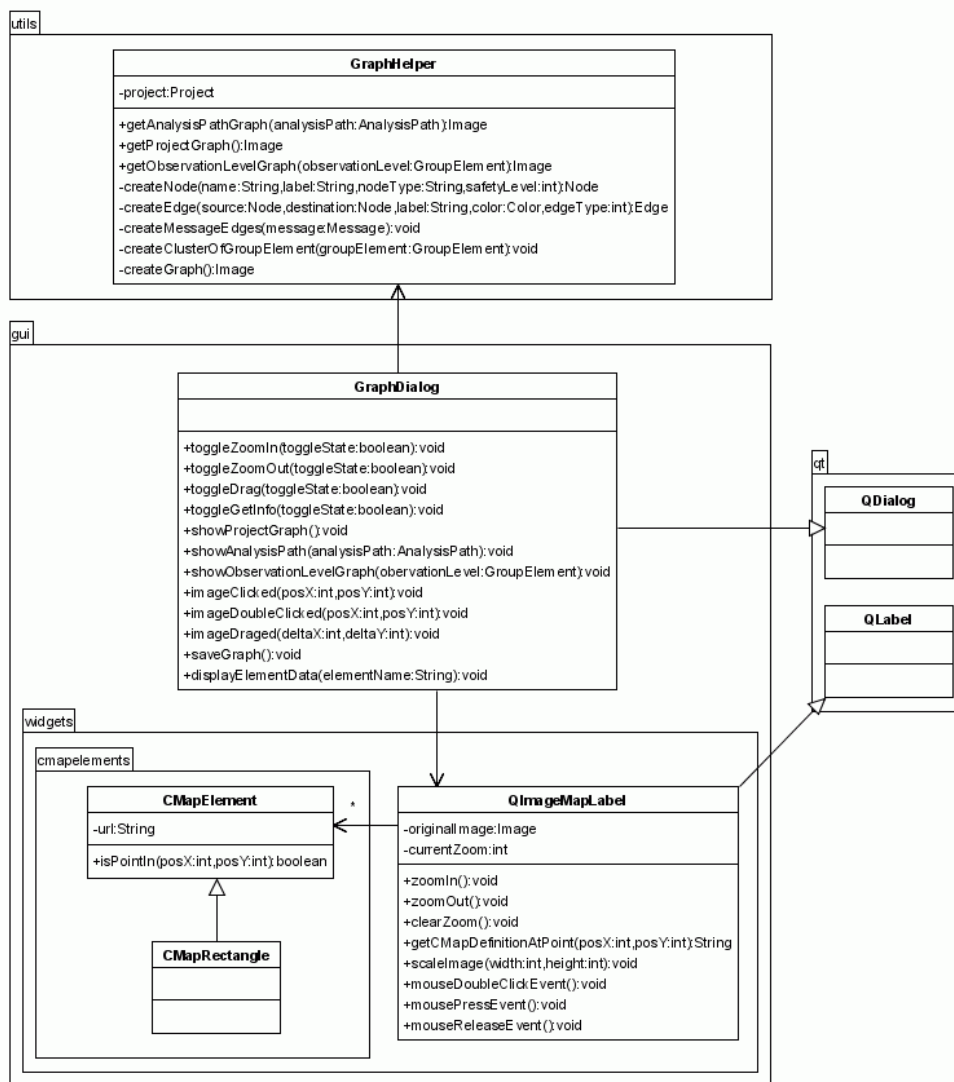 utils
GraphHelper
-project:Project
+getAnalysisPathGraph(analysisPath:AnalysisPath):Image
+getProjectGraph():Image
+getObservationLevelGraph(observationLevel:GroupElement):Image
-createNode(name:String,label:String,nodeType:String,safetyLevel:int):Node
-createEdge(source:Node,destination:Node,label:String,color:Color,edgeType:int):Edge
-createMessageEdges(message:Message):void
-createClusterOfGroupElement(groupElement:GroupElement):void
-createGraph():Image
gui
GraphDialog
+toggleZoomIn(toggleState:boolean):void
+toggleZoomOut(toggleState:boolean):void
+toggleDrag(toggleState:boolean):void
+toggleGetInfo(toggleState:boolean):void
+showProjectGraph():void
+showAnalysisPath(analysisPath:AnalysisPath):void
+showObservationLevelGraph(obervationLevel:GroupElement):void
+imageClicked(posX:int,posY:int):void
+imageDoubleClicked(posX:int,posY:int):void
+imageDraged(deltaX:int,deltaY:int):void
+saveGraph():void
+displayElementData(elementName:String):void
qt
QDialog
QLabel
widgets
cmapelements
CMapElement
-url:String
+isPointIn(posX:int,posY:int):boolean
*
CMapRectangle
QImageMapLabel
-originalImage:Image
-currentZoom:int
+zoomIn():void
+zoomOut():void
+clearZoom():void
+getCMapDefinitionAtPoint(posX:int,posY:int):String
+scaleImage(width:int,height:int):void
+mouseDoubleClickEvent():void
+mousePressEvent():void
+mouseReleaseEvent():void